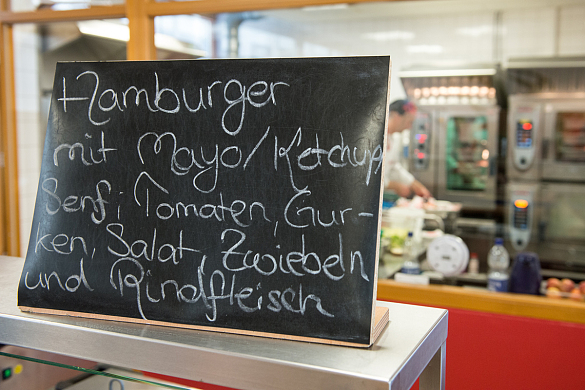 Hamburger
mit Mayo/Ketchup
Senf, Tomaten, Gur-
ken, Salat, Zwiebeln
und Rindfleisch